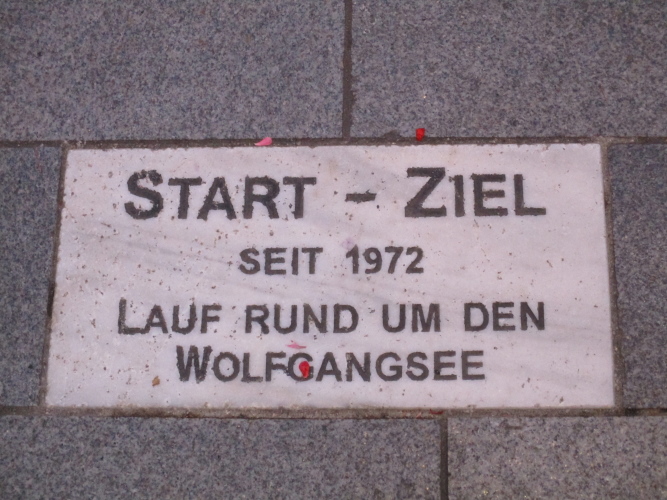 START – ZIEL
SEIT 1972
LAUF RUND UM DEN
WOLFGANGSEE